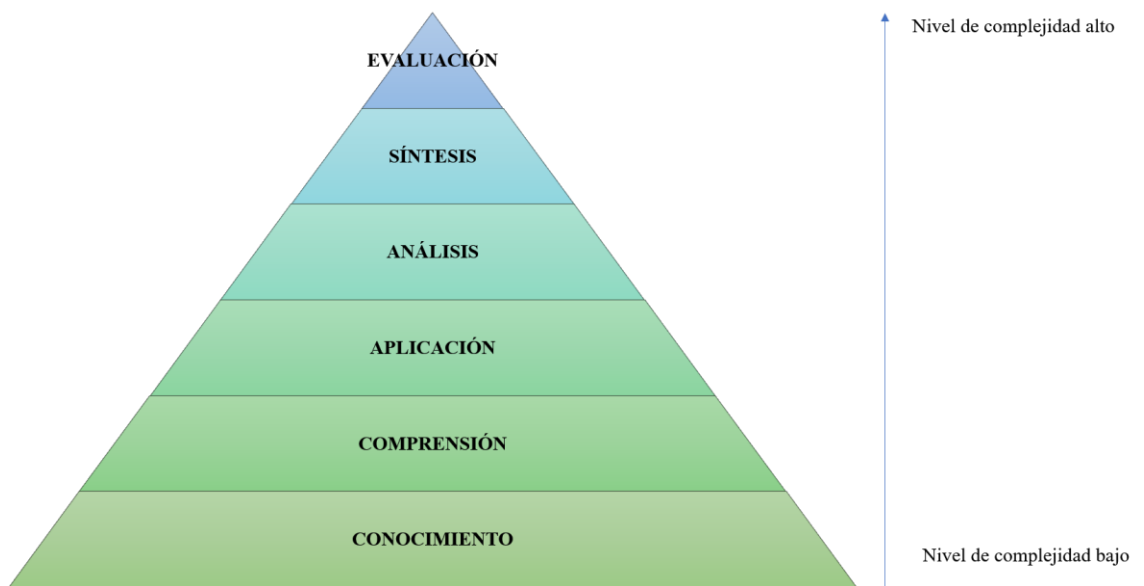 Nivel de complejidad alto
EVALUACIÓN
SÍNTESIS
ANÁLISIS
APLICACIÓN
COMPRENSIÓN
CONOCIMIENTO
Nivel de complejidad bajo